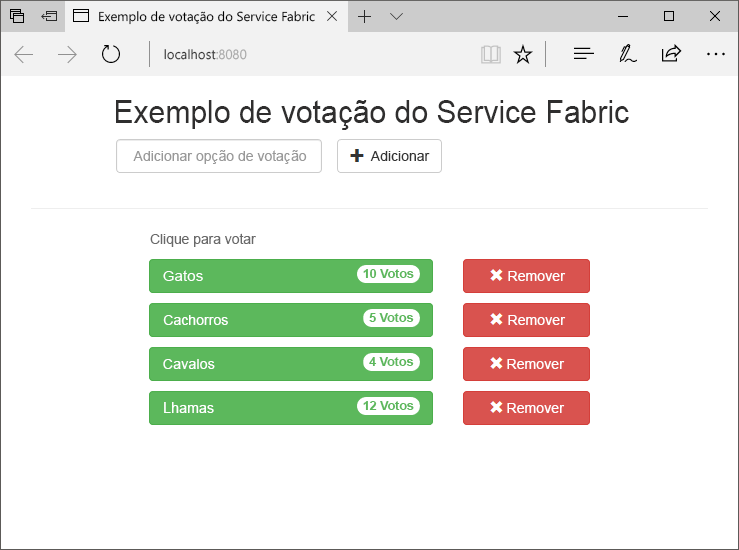 Exemplo de votação do Service Fabric
localhost:8080
Exemplo de votação do Service Fabric
Adicionar opção de votação Adicionar
Clique para votar
Gatos 10 Votos Remover
Cachorros 5 Votos Remover
Cavalos 4 Votos Remover
Lhamas 12 Votos Remover